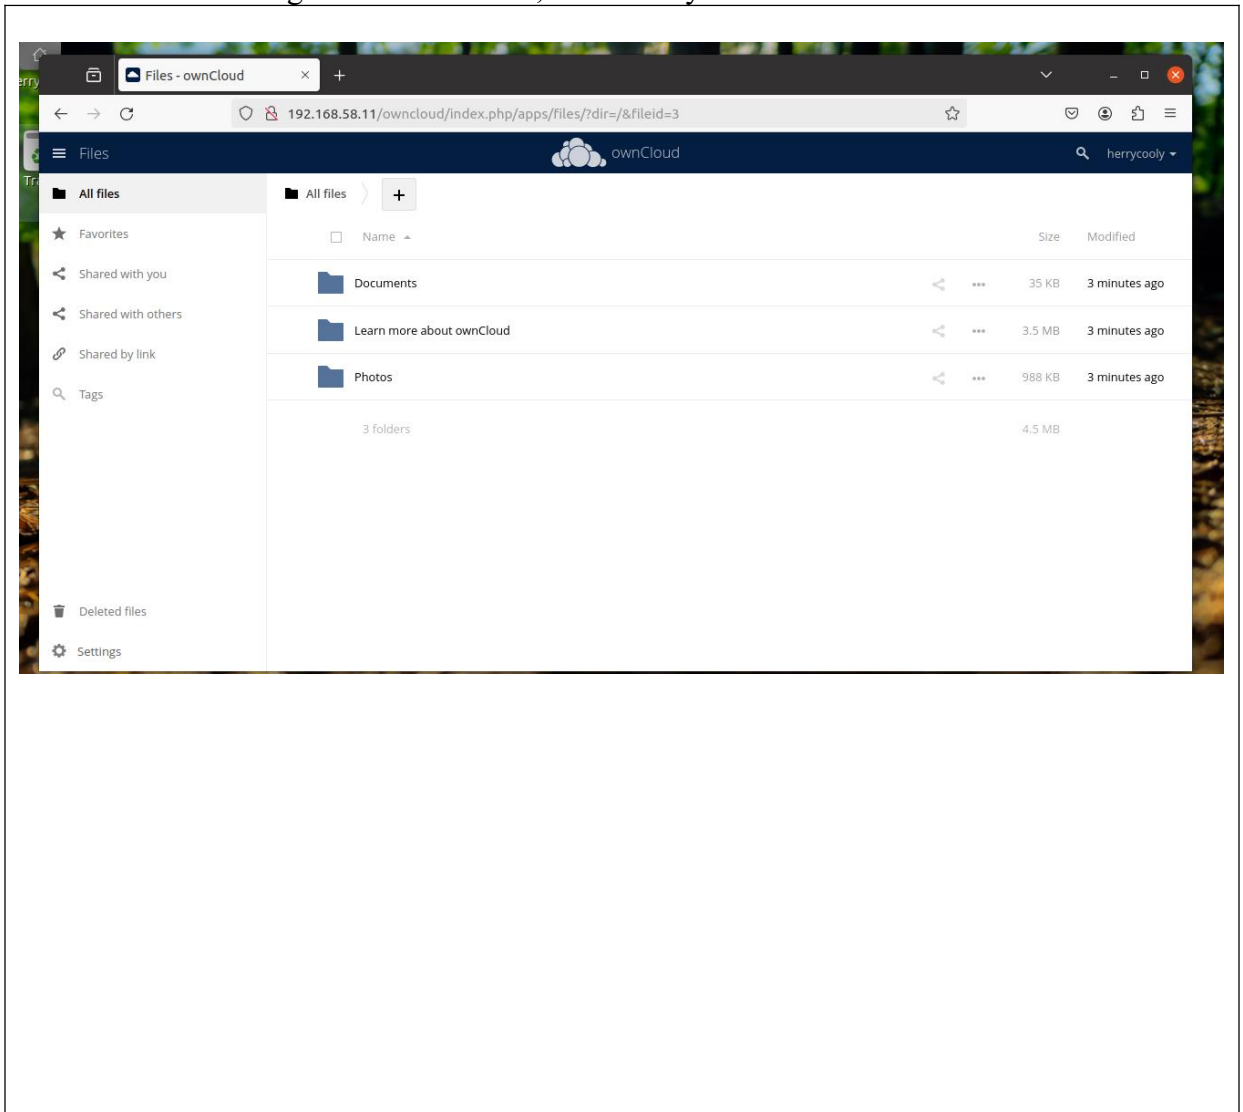 Files - ownCloud
192.168.58.11/owncloud/index.php/apps/files/?dir=/&fileid=3
Files
ownCloud
herrycooly
All files
Favorites
Shared with you
Shared with others
Shared by link
Tags
Deleted files
Settings
All files
Name Size Modified
Documents 35 KB 3 minutes ago
Learn more about ownCloud 3.5 MB 3 minutes ago
Photos 988 KB 3 minutes ago
3 folders 4.5 MB